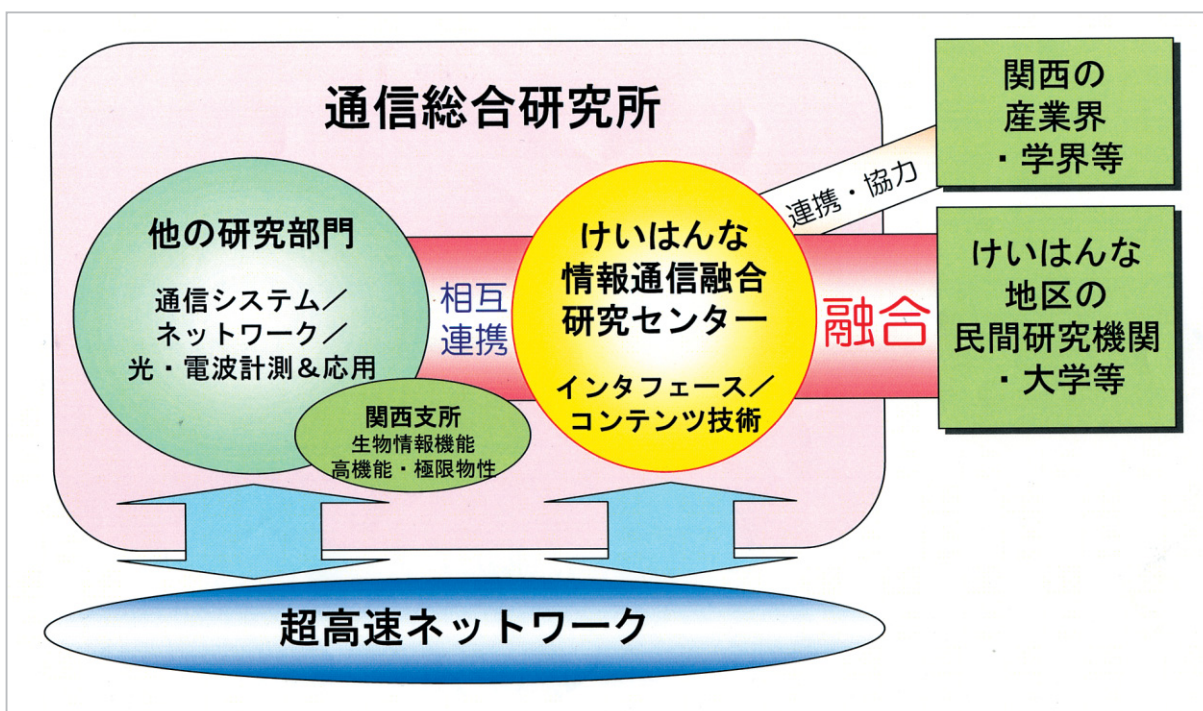 通信総合研究所
他の研究部門
通信システム／
ネットワーク／
光・電波計測＆応用
関西支所
生物情報機能
高機能・極限物性
相互
連携
けいはんな
情報通信融合
研究センター
インタフェース／
コンテンツ技術
連携・協力
融合
関西の
産業界
・学界等
けいはんな
地区の
民間研究機関
・大学等
超高速ネットワーク